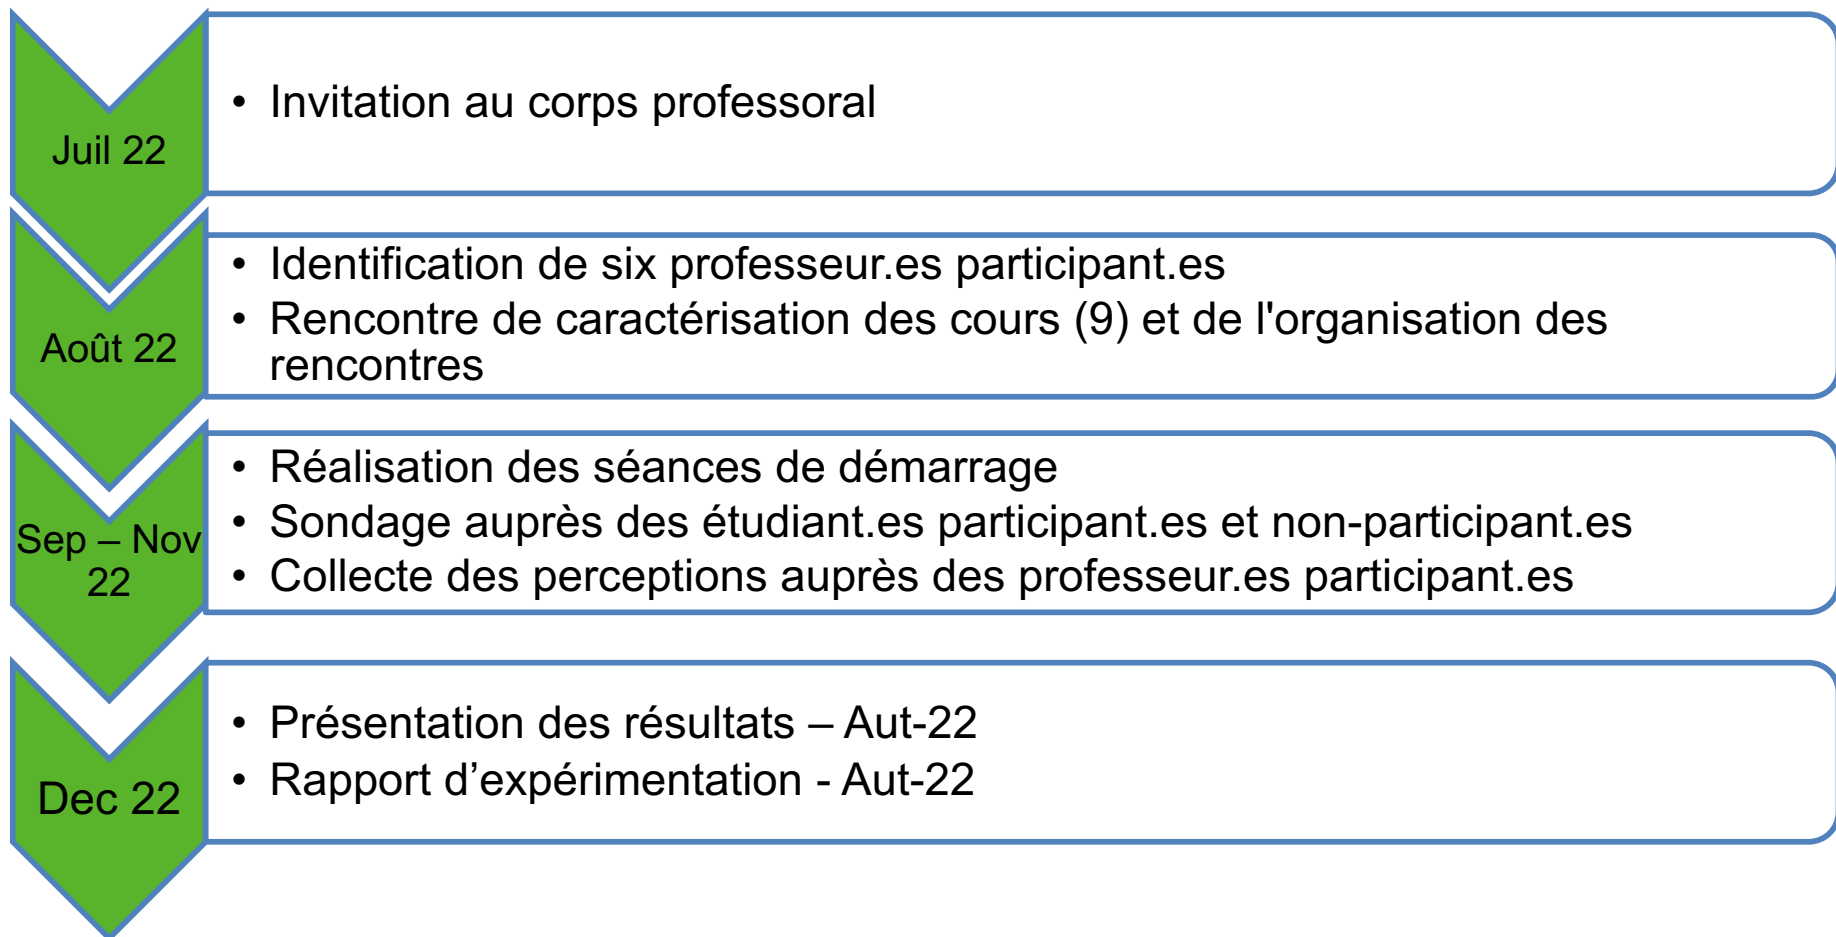 Juil 22
• Invitation au corps professoral
Août 22
• Identification de six professeur.es participant.es
• Rencontre de caractérisation des cours (9) et de l'organisation des
rencontres
Sep – Nov
22
• Réalisation des séances de démarrage
• Sondage auprès des étudiant.es participant.es et non-participant.es
• Collecte des perceptions auprès des professeur.es participant.es
Dec 22
• Présentation des résultats – Aut-22
• Rapport d’expérimentation - Aut-22